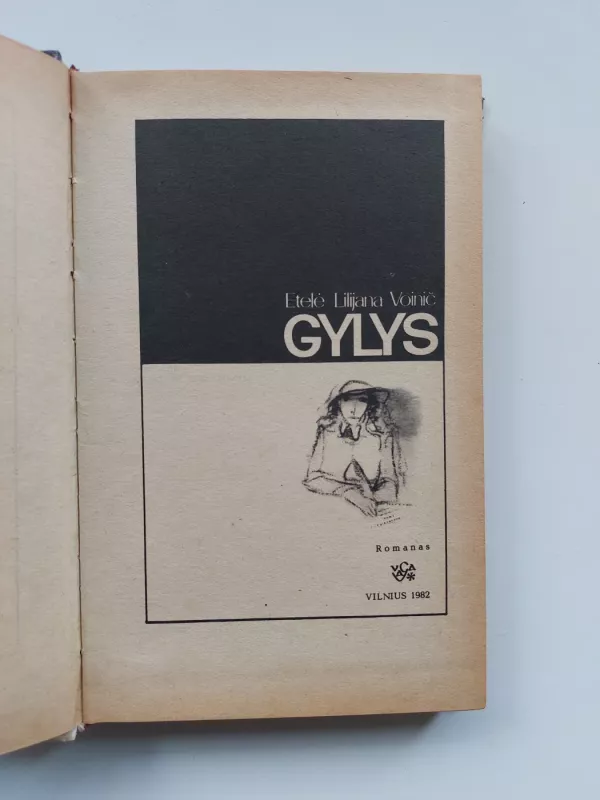 Etelė Lilijana Voinič
GYLYS
Romanas
VILNIUS 1982